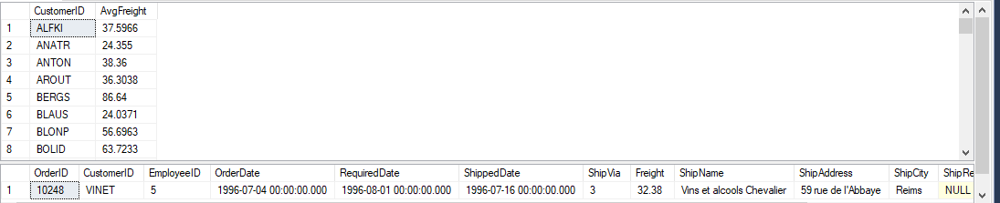 CustomerID AvgFreight
1 ALFKI 37.5966
2 ANATR 24.355
3 ANTON 38.36
4 AROUT 36.3038
5 BERGS 86.64
6 BLAUS 24.0371
7 BLONP 56.6963
8 BOLID 63.7233
OrderID CustomerID EmployeeID OrderDate RequiredDate ShippedDate ShipVia Freight ShipName ShipAddress ShipCity ShipRe
1 10248 VINET 5 1996-07-04 00:00:00.000 1996-08-01 00:00:00.000 1996-07-16 00:00:00.000 3 32.38 Vins et alcools Chevalier 59 rue de l'Abbaye Reims NULL